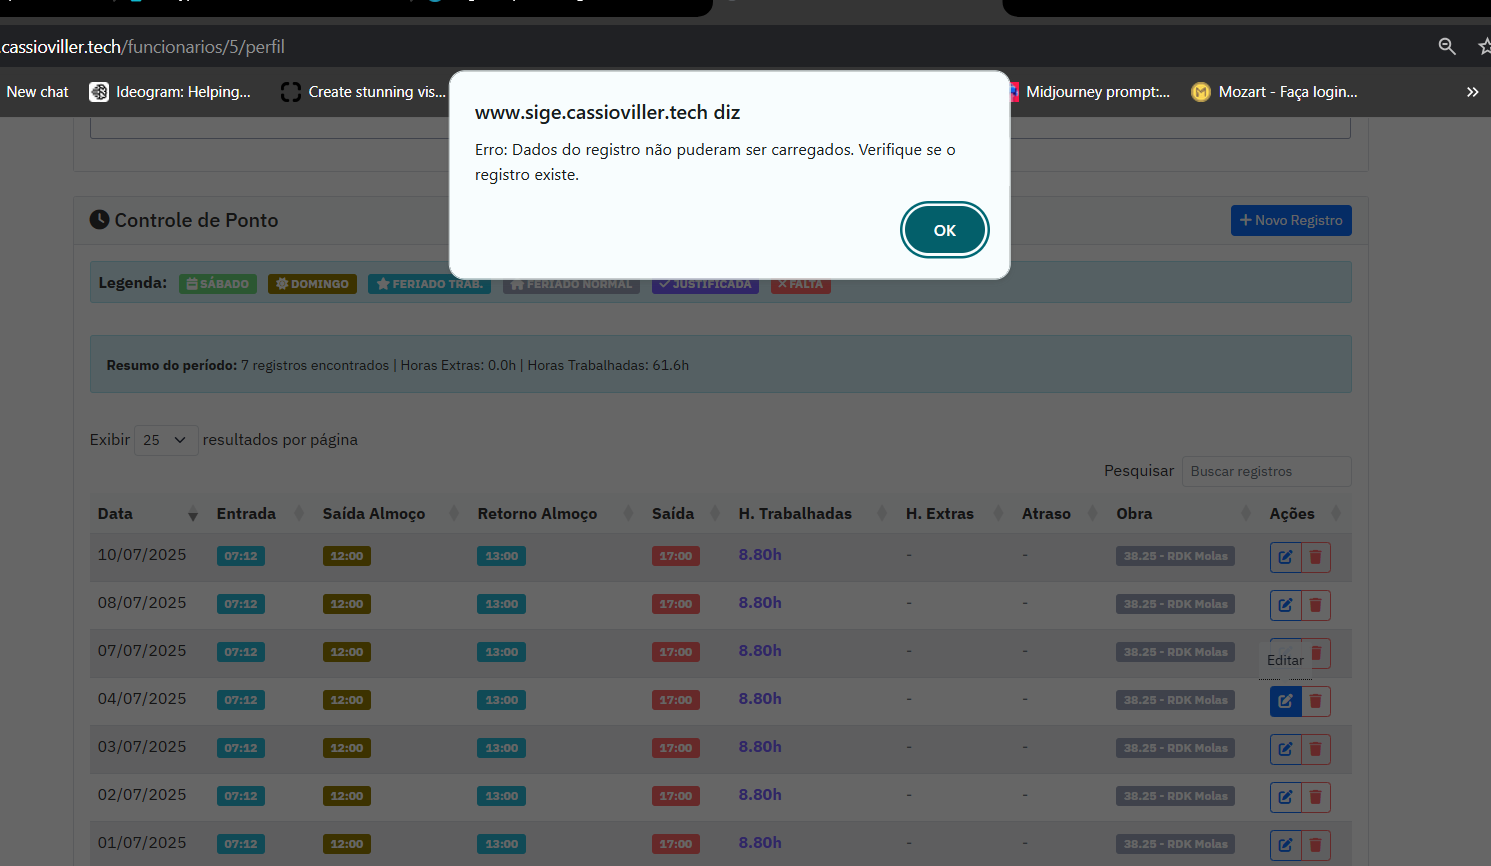 .cassioviller.tech/funcionarios/5/perfil
New chat
Ideogram: Helping...
Create stunning vis...
Midjourney prompt:...
Mozart - Faça login...
www.sige.cassioviller.tech diz
Erro: Dados do registro não puderam ser carregados. Verifique se o
registro existe.
OK
Controle de Ponto
+ Novo Registro
Legenda: SÁBADO DOMINGO FERIADO TRAB. FERIADO NORMAL JUSTIFICADA FALTA
Resumo do período: 7 registros encontrados | Horas Extras: 0.0h | Horas Trabalhadas: 61.6h
Exibir 25 resultados por página
Pesquisar Buscar registros
Data Entrada Saída Almoço Retorno Almoço Saída H. Trabalhadas H. Extras Atraso Obra Ações
10/07/2025 07:12 12:00 13:00 17:00 8.80h - - 38.25 - RDK Molas
08/07/2025 07:12 12:00 13:00 17:00 8.80h - - 38.25 - RDK Molas
07/07/2025 07:12 12:00 13:00 17:00 8.80h - - 38.25 - RDK Molas
Editar
04/07/2025 07:12 12:00 13:00 17:00 8.80h - - 38.25 - RDK Molas
03/07/2025 07:12 12:00 13:00 17:00 8.80h - - 38.25 - RDK Molas
02/07/2025 07:12 12:00 13:00 17:00 8.80h - - 38.25 - RDK Molas
01/07/2025 07:12 12:00 13:00 17:00 8.80h - - 38.25 - RDK Molas